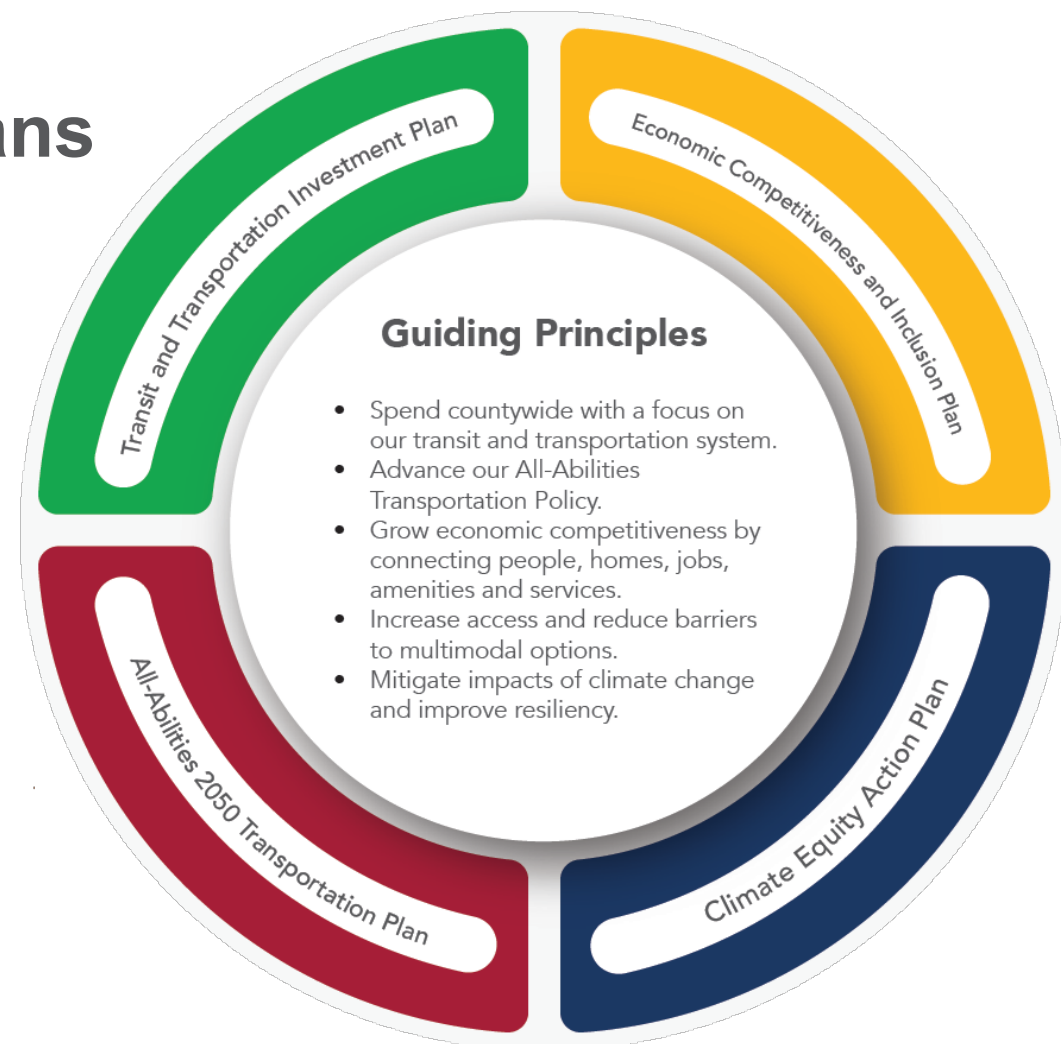 ans
Transit and Transportation Investment Plan
Economic Competitiveness and Inclusion Plan
Guiding Principles
• Spend countywide with a focus on
our transit and transportation system.
• Advance our All-Abilities
Transportation Policy.
• Grow economic competitiveness by
connecting people, homes, jobs,
amenities and services.
• Increase access and reduce barriers
to multimodal options.
• Mitigate impacts of climate change
and improve resiliency.
All-Abilities 2050 Transportation Plan
Climate Equity Action Plan